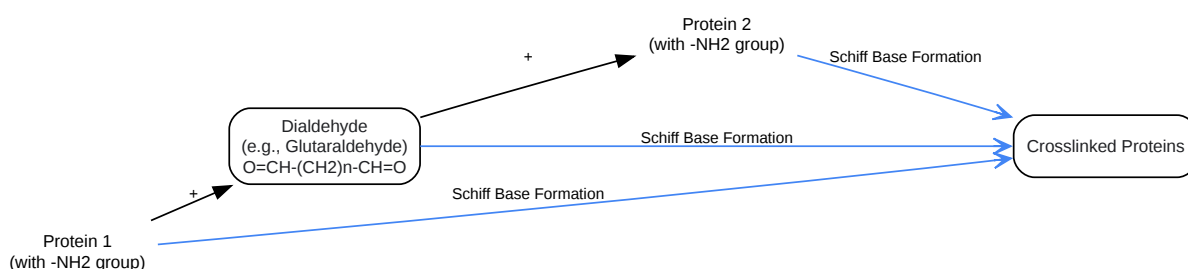 Protein 2
(with -NH2 group)
+
Schiff Base Formation
Dialdehyde
(e.g., Glutaraldehyde)
O=CH-(CH2)n-CH=O
Schiff Base Formation
Crosslinked Proteins
+
Schiff Base Formation
Protein 1
(with -NH2 group)